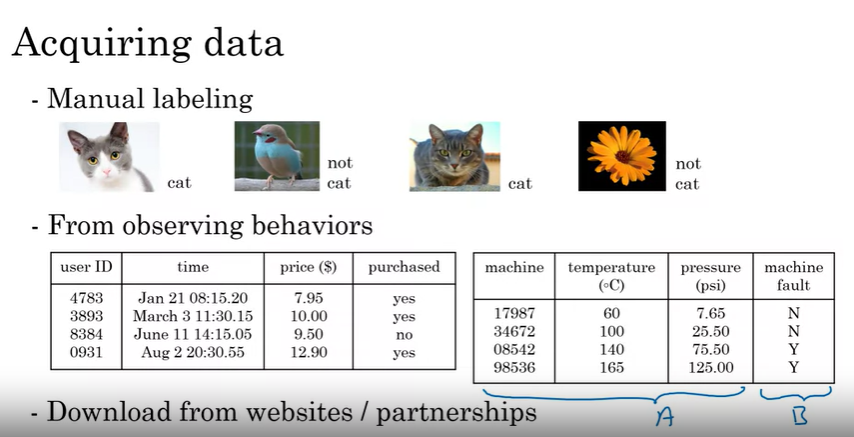 Acquiring data
- Manual labeling
cat
not
cat
cat
not
cat
- From observing behaviors
user ID time price ($) purchased
4783 Jan 21 08:15.20 7.95 yes
3893 March 3 11:30.15 10.00 yes
8384 June 11 14:15.05 9.50 no
0931 Aug 2 20:30.55 12.90 yes
machine temperature pressure machine
(°C) (psi) fault
17987 60 7.65 N
34672 100 25.50 N
08542 140 75.50 Y
98536 165 125.00 Y
- Download from websites / partnerships
A B